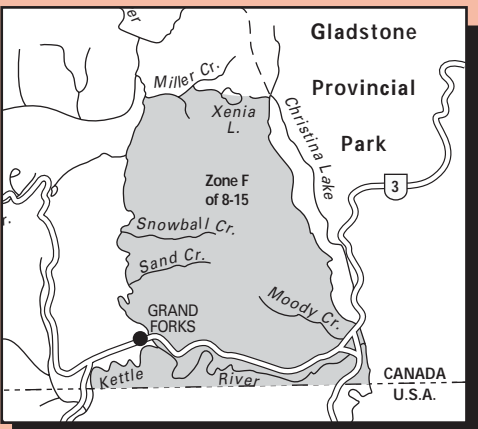 er
Gladstone
Miller Cr.
Provincial
Xenia
L.
Christina Lake
Park
Zone F
of 8-15
3
r.
Snowball Cr.
Sand Cr.
Moody Cr.
GRAND
FORKS
Kettle
River
CANADA
U.S.A.